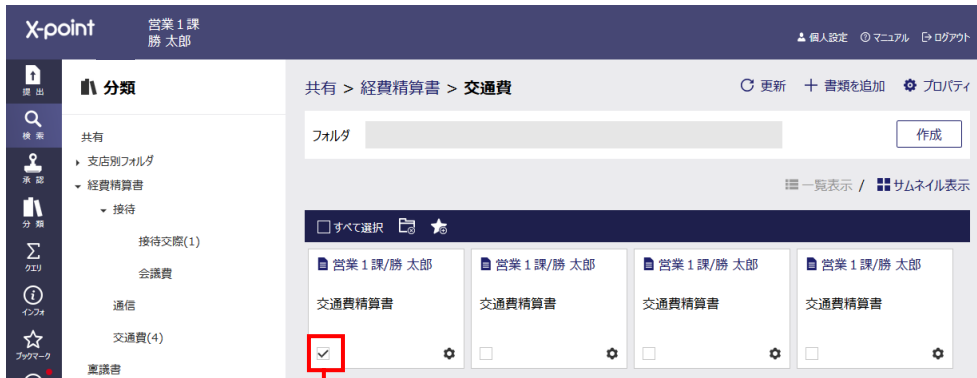 X-point
営業１課
勝 太郎
個人設定 マニュアル ログアウト
提出
検索
承認
分類
クエリ
インフォ
ブックマーク
分類
共有
支店別フォルダ
経費精算書
接待
接待交際(1)
会議費
通信
交通費(4)
稟議書
共有 > 経費精算書 > 交通費
更新 書類を追加 プロパティ
フォルダ 作成
一覧表示 / サムネイル表示
すべて選択
営業１課/勝 太郎 営業１課/勝 太郎 営業１課/勝 太郎 営業１課/勝 太郎
交通費精算書 交通費精算書 交通費精算書 交通費精算書